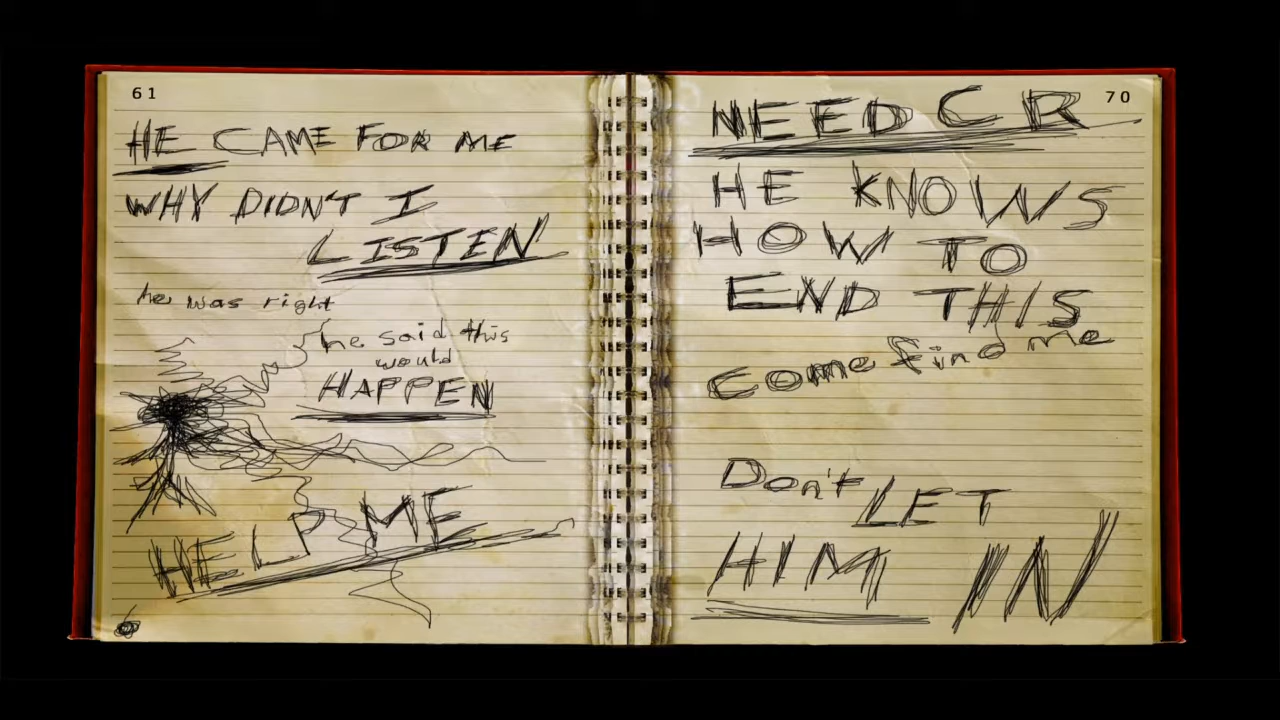 61
HE CAME FOR ME
WHY DIDN'T I
LISTEN
he was right
he said this
would
HAPPEN
HELP ME
70
NEED CR
HE KNOWS
HOW TO
END THIS
come find me
Don't LET
HIM IN